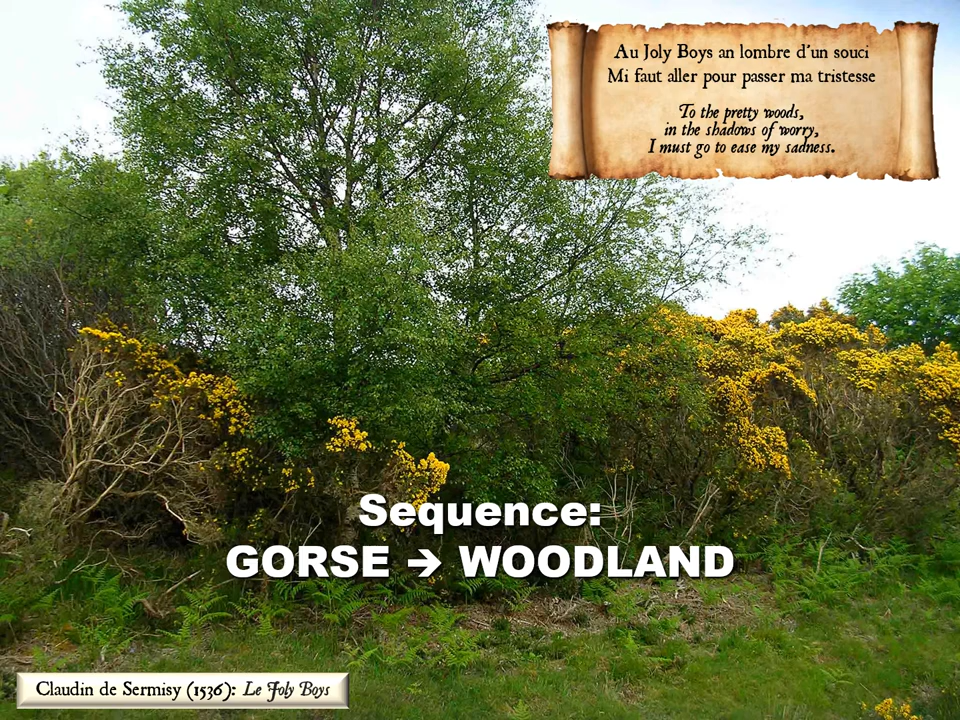 Au Joly Boys an lombre d'un souci
Mi faut aller pour passer ma tristesse
To the pretty woods,
in the shadows of worry,
I must go to ease my sadness.
Sequence:
GORSE ➔ WOODLAND
Claudin de Sermisy (1536): Le Joly Boys